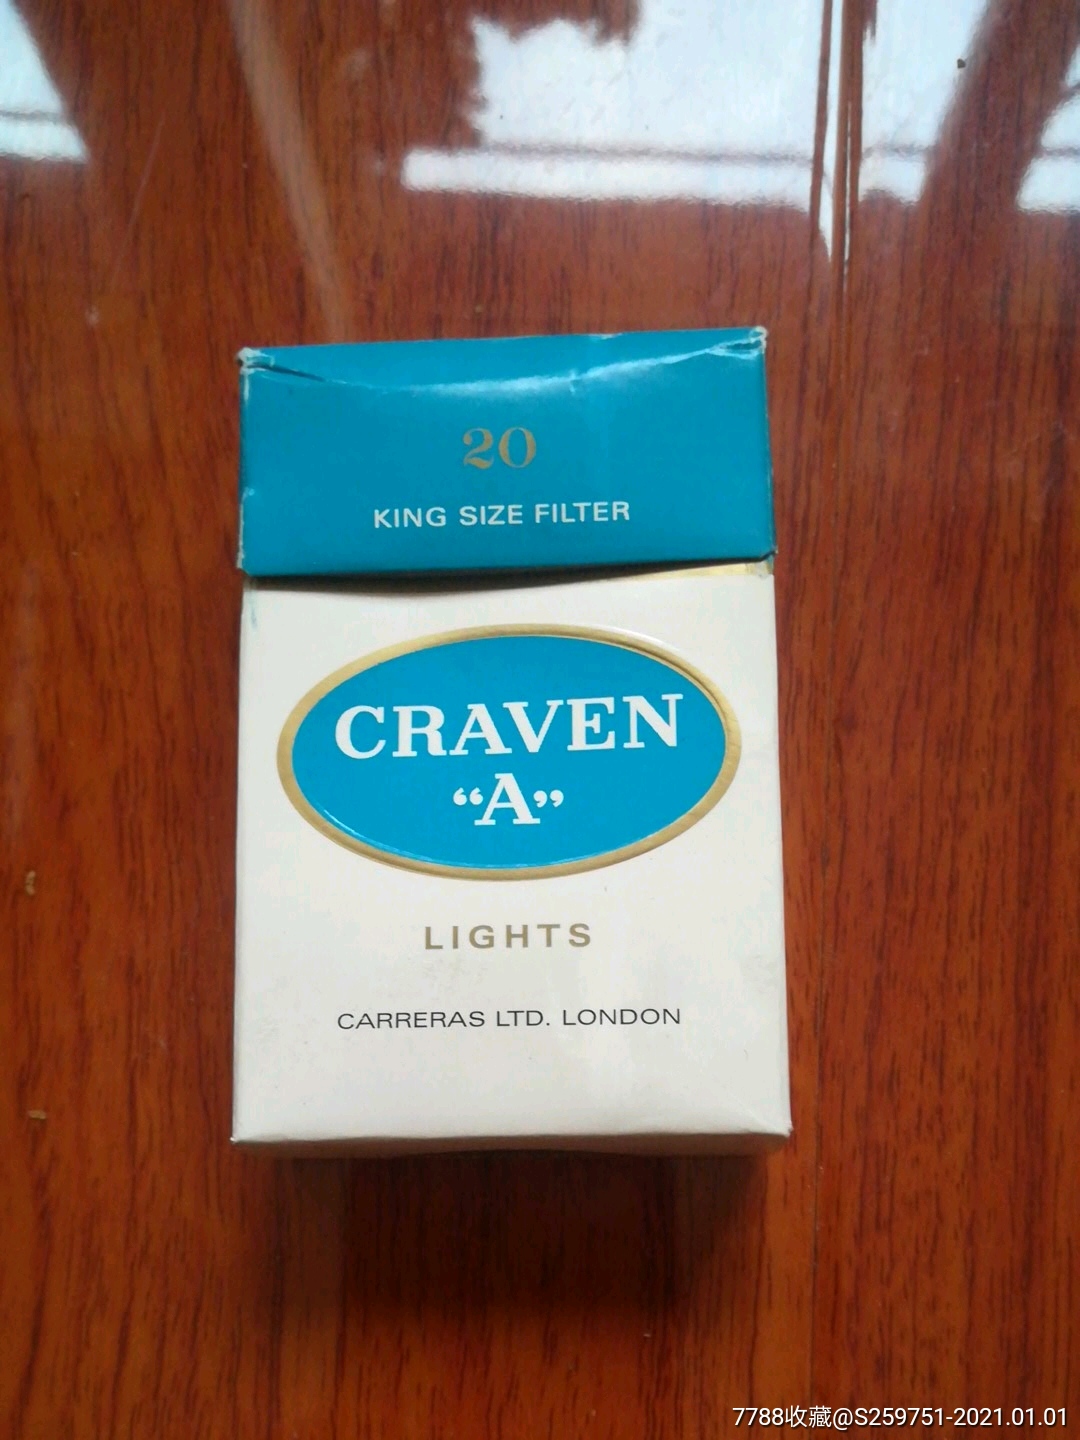 20
KING SIZE FILTER
CRAVEN
“A”
LIGHTS
CARRERAS LTD. LONDON
7788收藏@S259751-2021.01.01